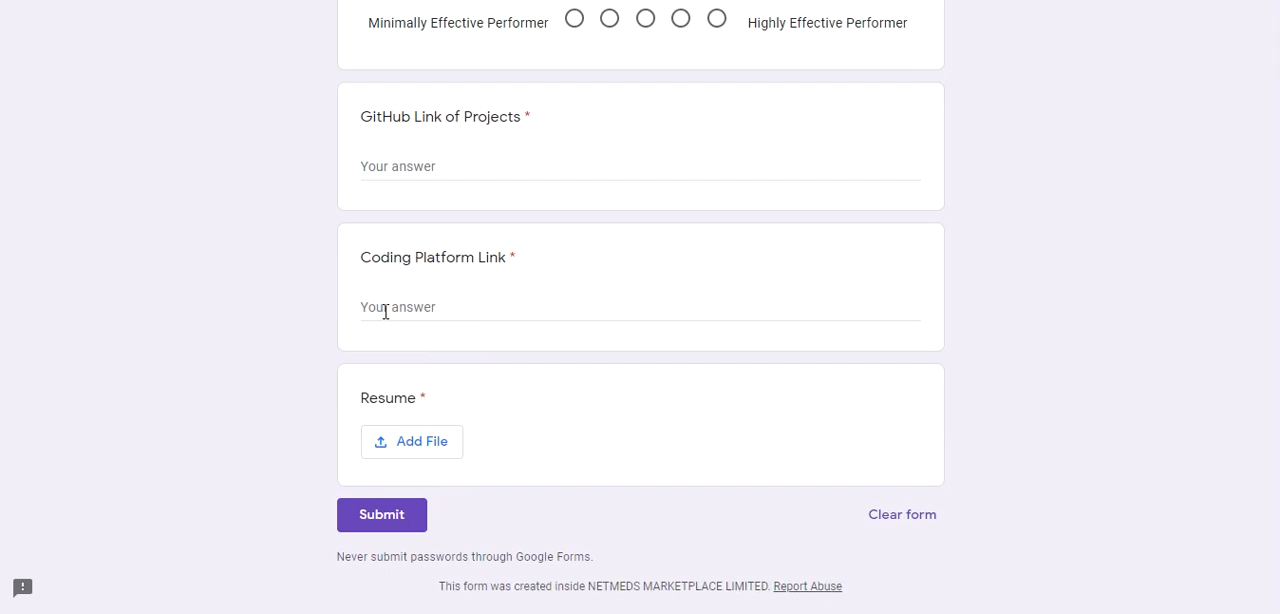 Minimally Effective Performer Highly Effective Performer
GitHub Link of Projects *
Your answer
Coding Platform Link *
Your answer
Resume *
Add File
Submit Clear form
Never submit passwords through Google Forms.
This form was created inside NETMEDS MARKETPLACE LIMITED. Report Abuse
!